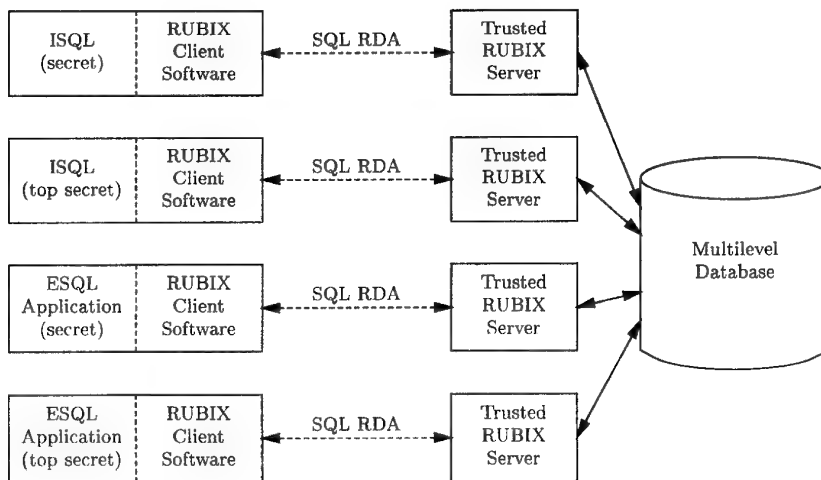 ISQL
(secret)
RUBIX
Client
Software
SQL RDA
Trusted
RUBIX
Server
ISQL
(top secret)
RUBIX
Client
Software
SQL RDA
Trusted
RUBIX
Server
Multilevel
Database
ESQL
Application
(secret)
RUBIX
Client
Software
SQL RDA
Trusted
RUBIX
Server
ESQL
Application
(top secret)
RUBIX
Client
Software
SQL RDA
Trusted
RUBIX
Server